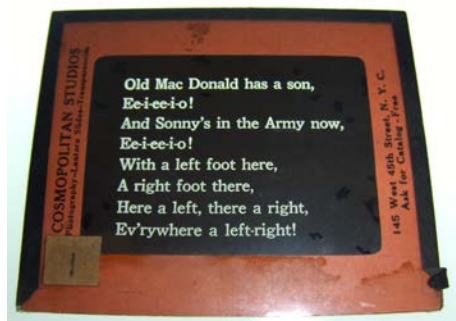 COSMOPOLITAN STUDIOS
Photography-Lantern Slides-Transparencies
Old Mac Donald has a son,
Ee-i-ee-i-o!
And Sonny's in the Army now,
Ee-i-ee-i-o!
With a left foot here,
A right foot there,
Here a left, there a right,
Ev'rywhere a left-right!
145 West 45th Street, N. Y. C.
Ask for Catalog - Free